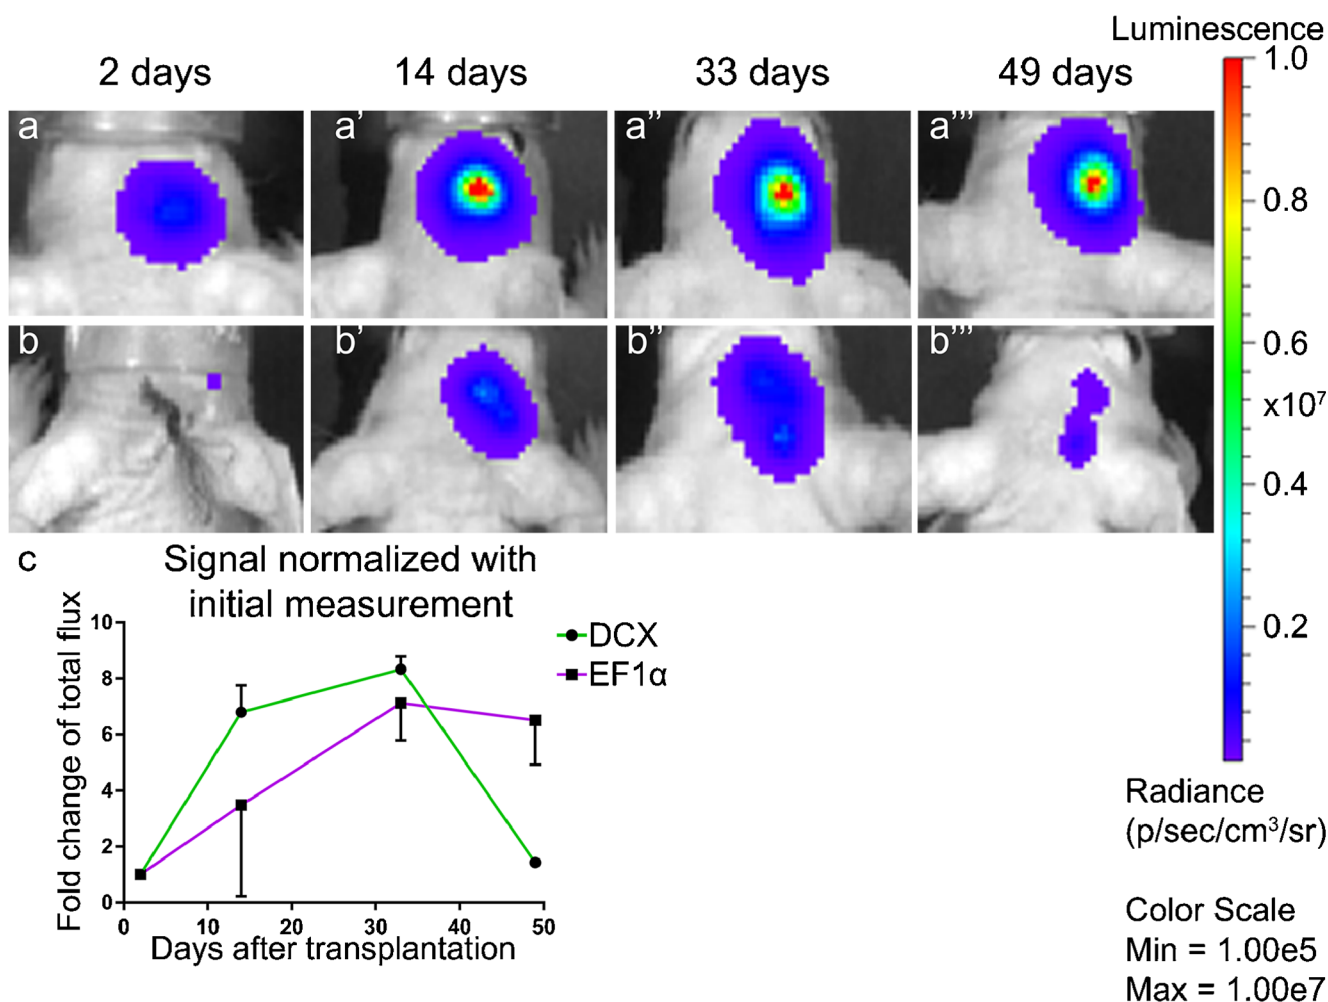 Luminescence
2 days
14 days
33 days
49 days
a
a’
a’’
a’’’
b
b’
b’’
b’’’
1.0
0.8
0.6
x10⁷
0.4
0.2
Radiance
(p/sec/cm³/sr)
Color Scale
Min = 1.00e5
Max = 1.00e7
c
Signal normalized with
initial measurement
DCX
EF1α
Fold change of total flux
10
8
6
4
2
0
0
10
20
30
40
50
Days after transplantation